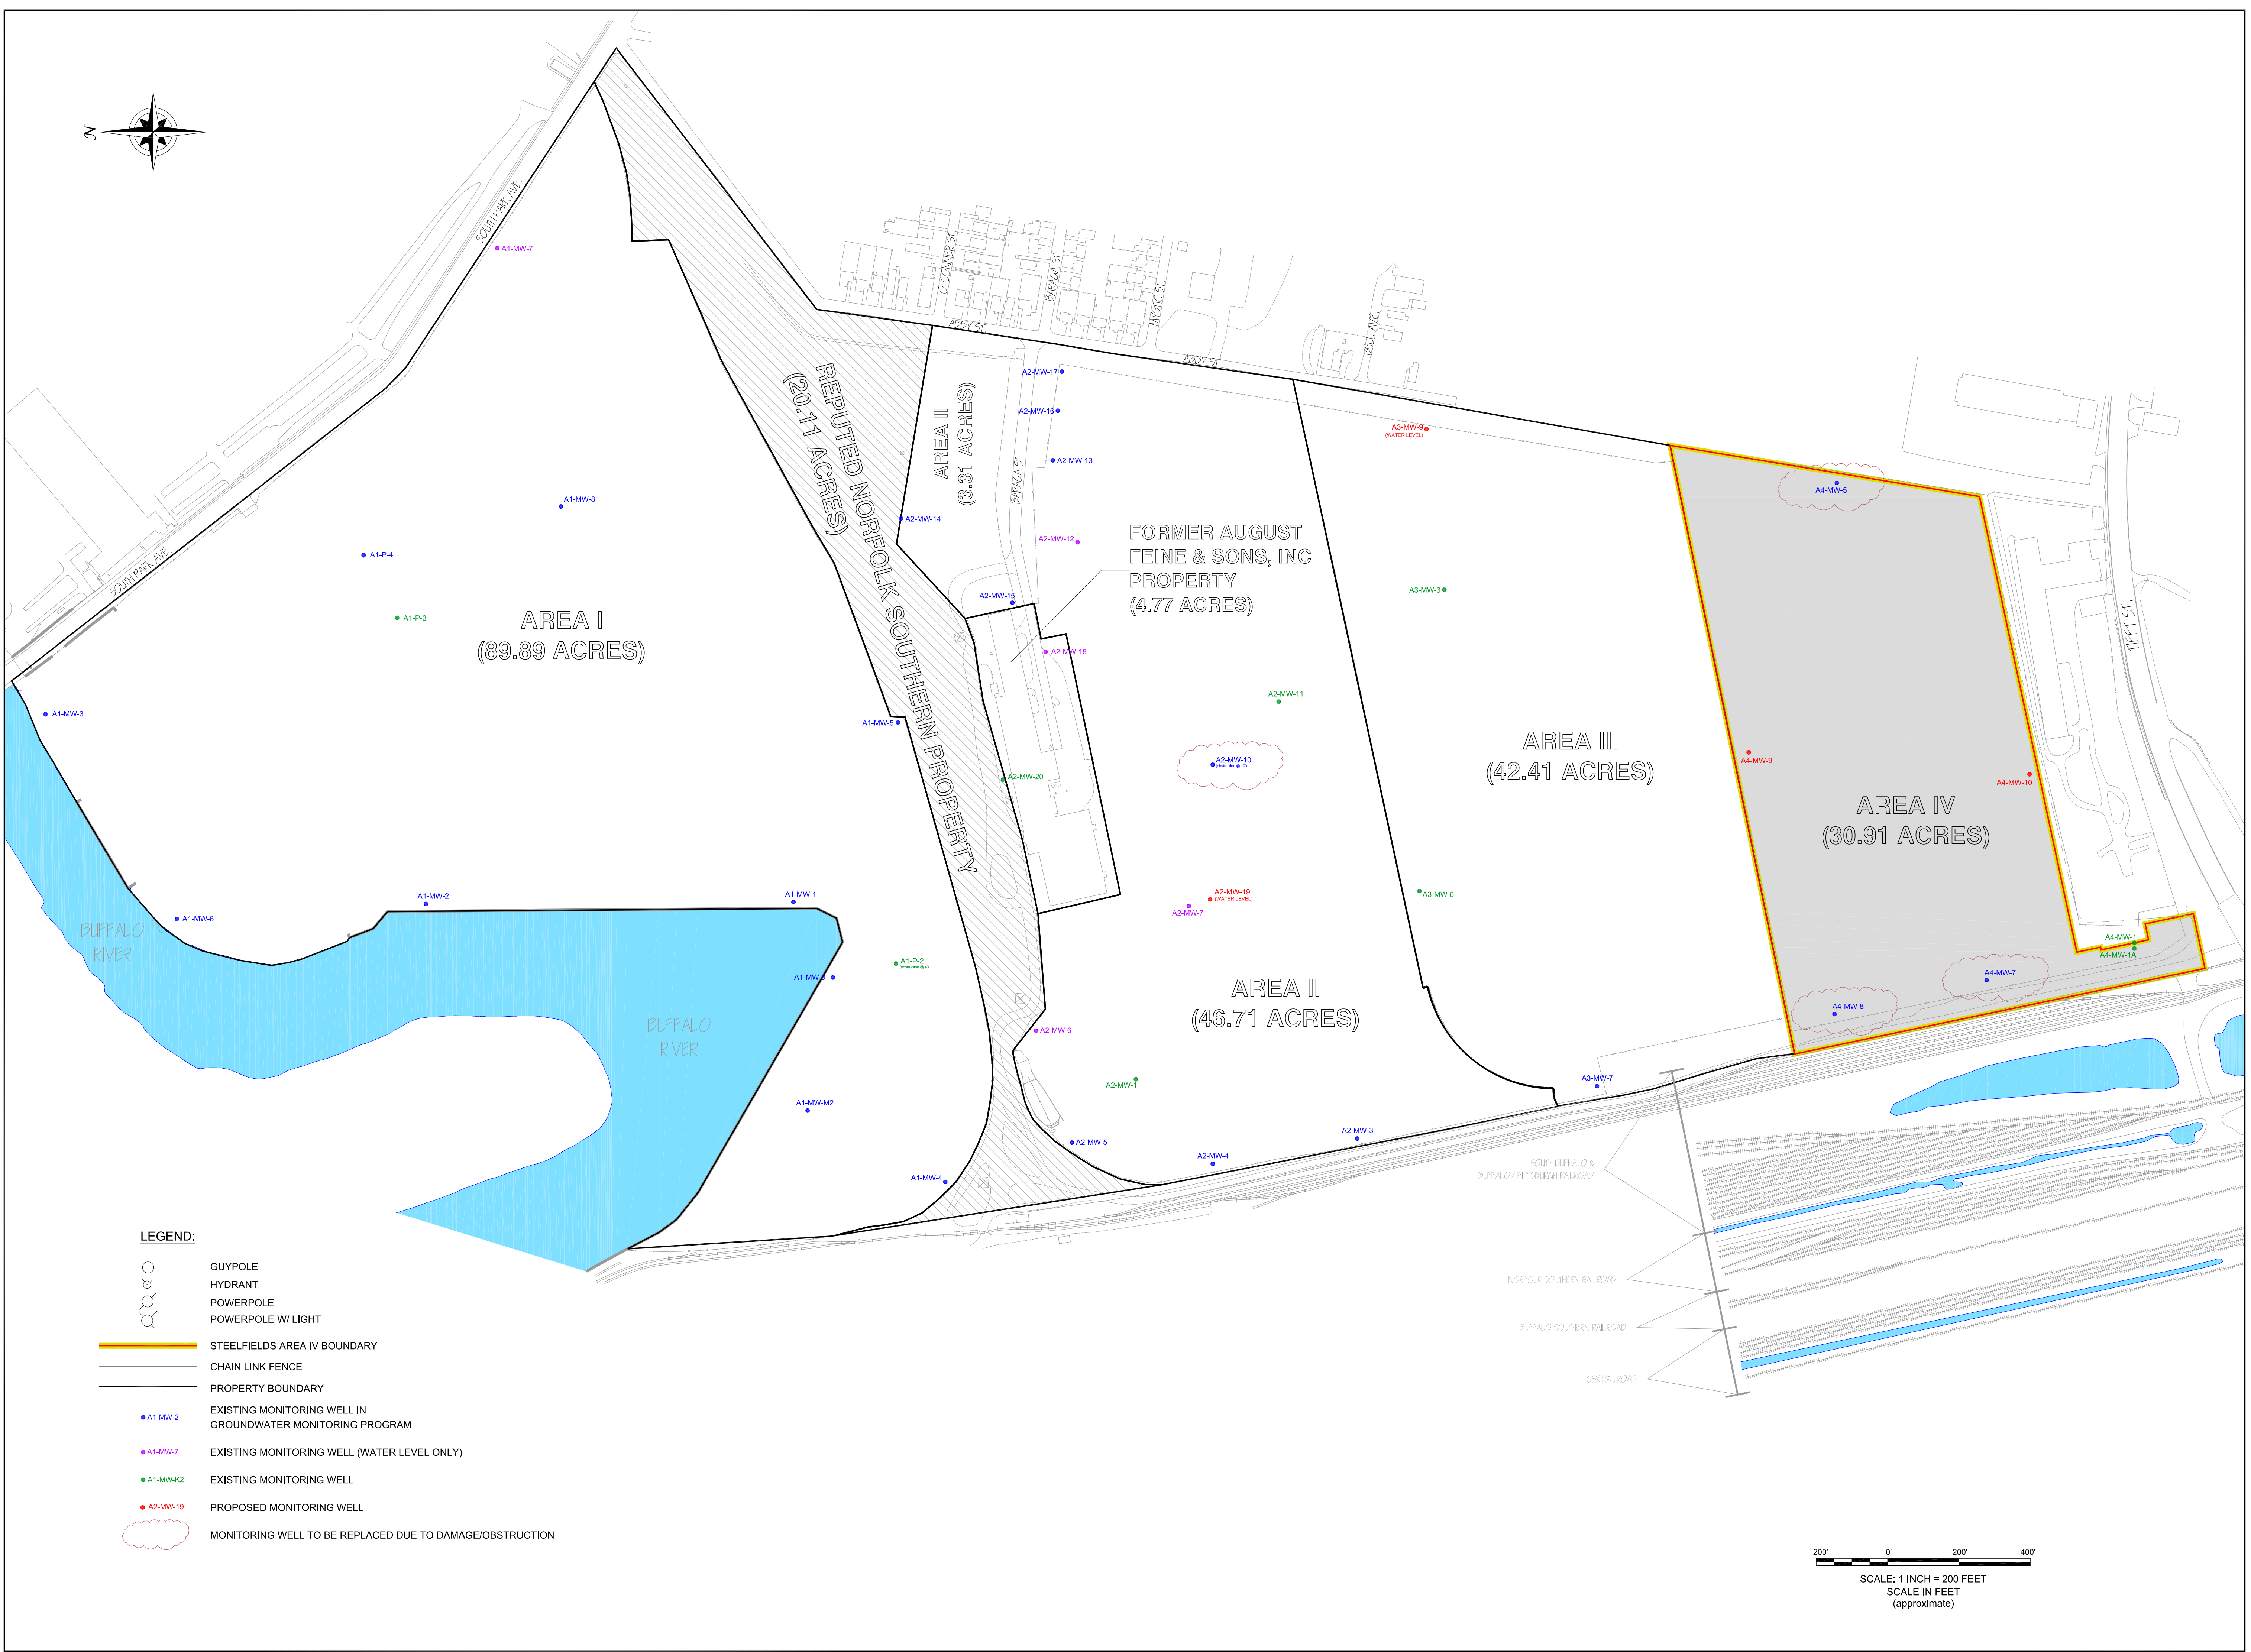 N
SOUTH PARK AVE.
A1-MW-7
O'CONNER ST.
BARAGA ST.
MYSTIC ST.
ABBY ST.
ABBY ST.
BELL AVE.
A2-MW-17
A2-MW-16
A2-MW-13
A2-MW-14
A2-MW-12
A2-MW-15
A2-MW-18
AREA II
(3.31 ACRES)
BARAGA ST.
REPUTED NORFOLK SOUTHERN PROPERTY
(20.11 ACRES)
FORMER AUGUST
FEINE & SONS, INC
PROPERTY
(4.77 ACRES)
A3-MW-9
(WATER LEVEL)
A4-MW-5
A1-MW-8
A1-P-4
SOUTH PARK AVE.
A1-P-3
AREA I
(89.89 ACRES)
A3-MW-3
TIFFT ST.
A1-MW-3
A1-MW-5
A2-MW-11
A2-MW-10
(obstruction @ 10')
A2-MW-20
AREA III
(42.41 ACRES)
A4-MW-9
A4-MW-10
AREA IV
(30.91 ACRES)
A1-MW-6
A1-MW-2
A1-MW-1
A2-MW-19
(WATER LEVEL)
A2-MW-7
A3-MW-6
BUFFALO
RIVER
A4-MW-1
A4-MW-1A
A1-P-2
(obstruction @ 4')
A4-MW-7
A4-MW-8
AREA II
(46.71 ACRES)
BUFFALO
RIVER
A2-MW-6
A2-MW-1
A3-MW-7
A1-MW-M2
A2-MW-5
A2-MW-3
A2-MW-4
A1-MW-4
SOUTH BUFFALO &
BUFFALO/ PITTSBURGH RAILROAD
NORFOLK SOUTHERN RAILROAD
BUFFALO SOUTHERN RAILROAD
CSX RAILROAD
LEGEND:
GUYPOLE
HYDRANT
POWERPOLE
POWERPOLE W/ LIGHT
STEELFIELDS AREA IV BOUNDARY
CHAIN LINK FENCE
PROPERTY BOUNDARY
A1-MW-2 EXISTING MONITORING WELL IN
GROUNDWATER MONITORING PROGRAM
A1-MW-7 EXISTING MONITORING WELL (WATER LEVEL ONLY)
A1-MW-K2 EXISTING MONITORING WELL
A2-MW-19 PROPOSED MONITORING WELL
MONITORING WELL TO BE REPLACED DUE TO DAMAGE/OBSTRUCTION
200' 0' 200' 400'
SCALE: 1 INCH = 200 FEET
SCALE IN FEET
(approximate)